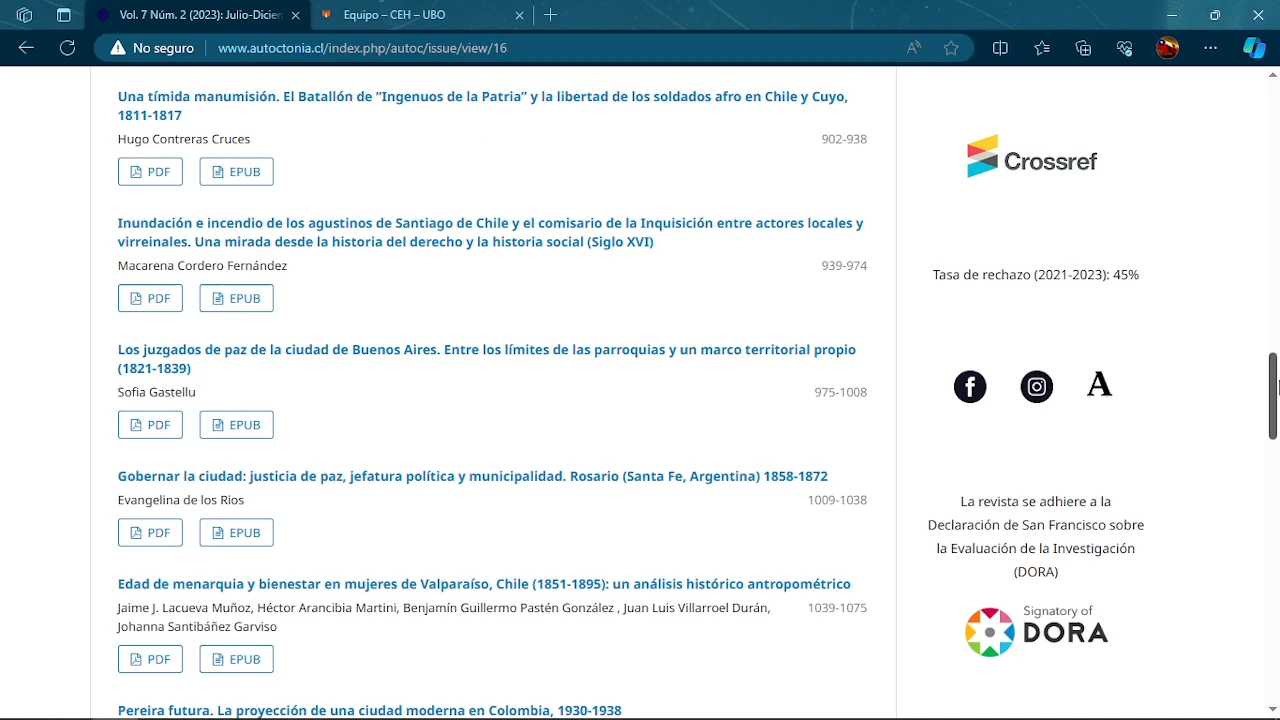 Vol. 7 Núm. 2 (2023): Julio-Dicien
Equipo – CEH – UBO
No seguro
www.autoctonia.cl/index.php/autoc/issue/view/16
Una tímida manumisión. El Batallón de “Ingenuos de la Patria” y la libertad de los soldados afro en Chile y Cuyo,
1811-1817
Hugo Contreras Cruces
902-938
PDF
EPUB
Inundación e incendio de los agustinos de Santiago de Chile y el comisario de la Inquisición entre actores locales y
virreinales. Una mirada desde la historia del derecho y la historia social (Siglo XVI)
Macarena Cordero Fernández
939-974
PDF
EPUB
Los juzgados de paz de la ciudad de Buenos Aires. Entre los límites de las parroquias y un marco territorial propio
(1821-1839)
Sofia Gastellu
975-1008
PDF
EPUB
Gobernar la ciudad: justicia de paz, jefatura política y municipalidad. Rosario (Santa Fe, Argentina) 1858-1872
Evangelina de los Rios
1009-1038
PDF
EPUB
Edad de menarquia y bienestar en mujeres de Valparaíso, Chile (1851-1895): un análisis histórico antropométrico
Jaime J. Lacueva Muñoz, Héctor Arancibia Martini, Benjamín Guillermo Pastén González , Juan Luis Villarroel Durán,
Johanna Santibáñez Garviso
1039-1075
PDF
EPUB
Pereira futura. La proyección de una ciudad moderna en Colombia, 1930-1938
Crossref
Tasa de rechazo (2021-2023): 45%
La revista se adhiere a la
Declaración de San Francisco sobre
la Evaluación de la Investigación
(DORA)
Signatory of
DORA